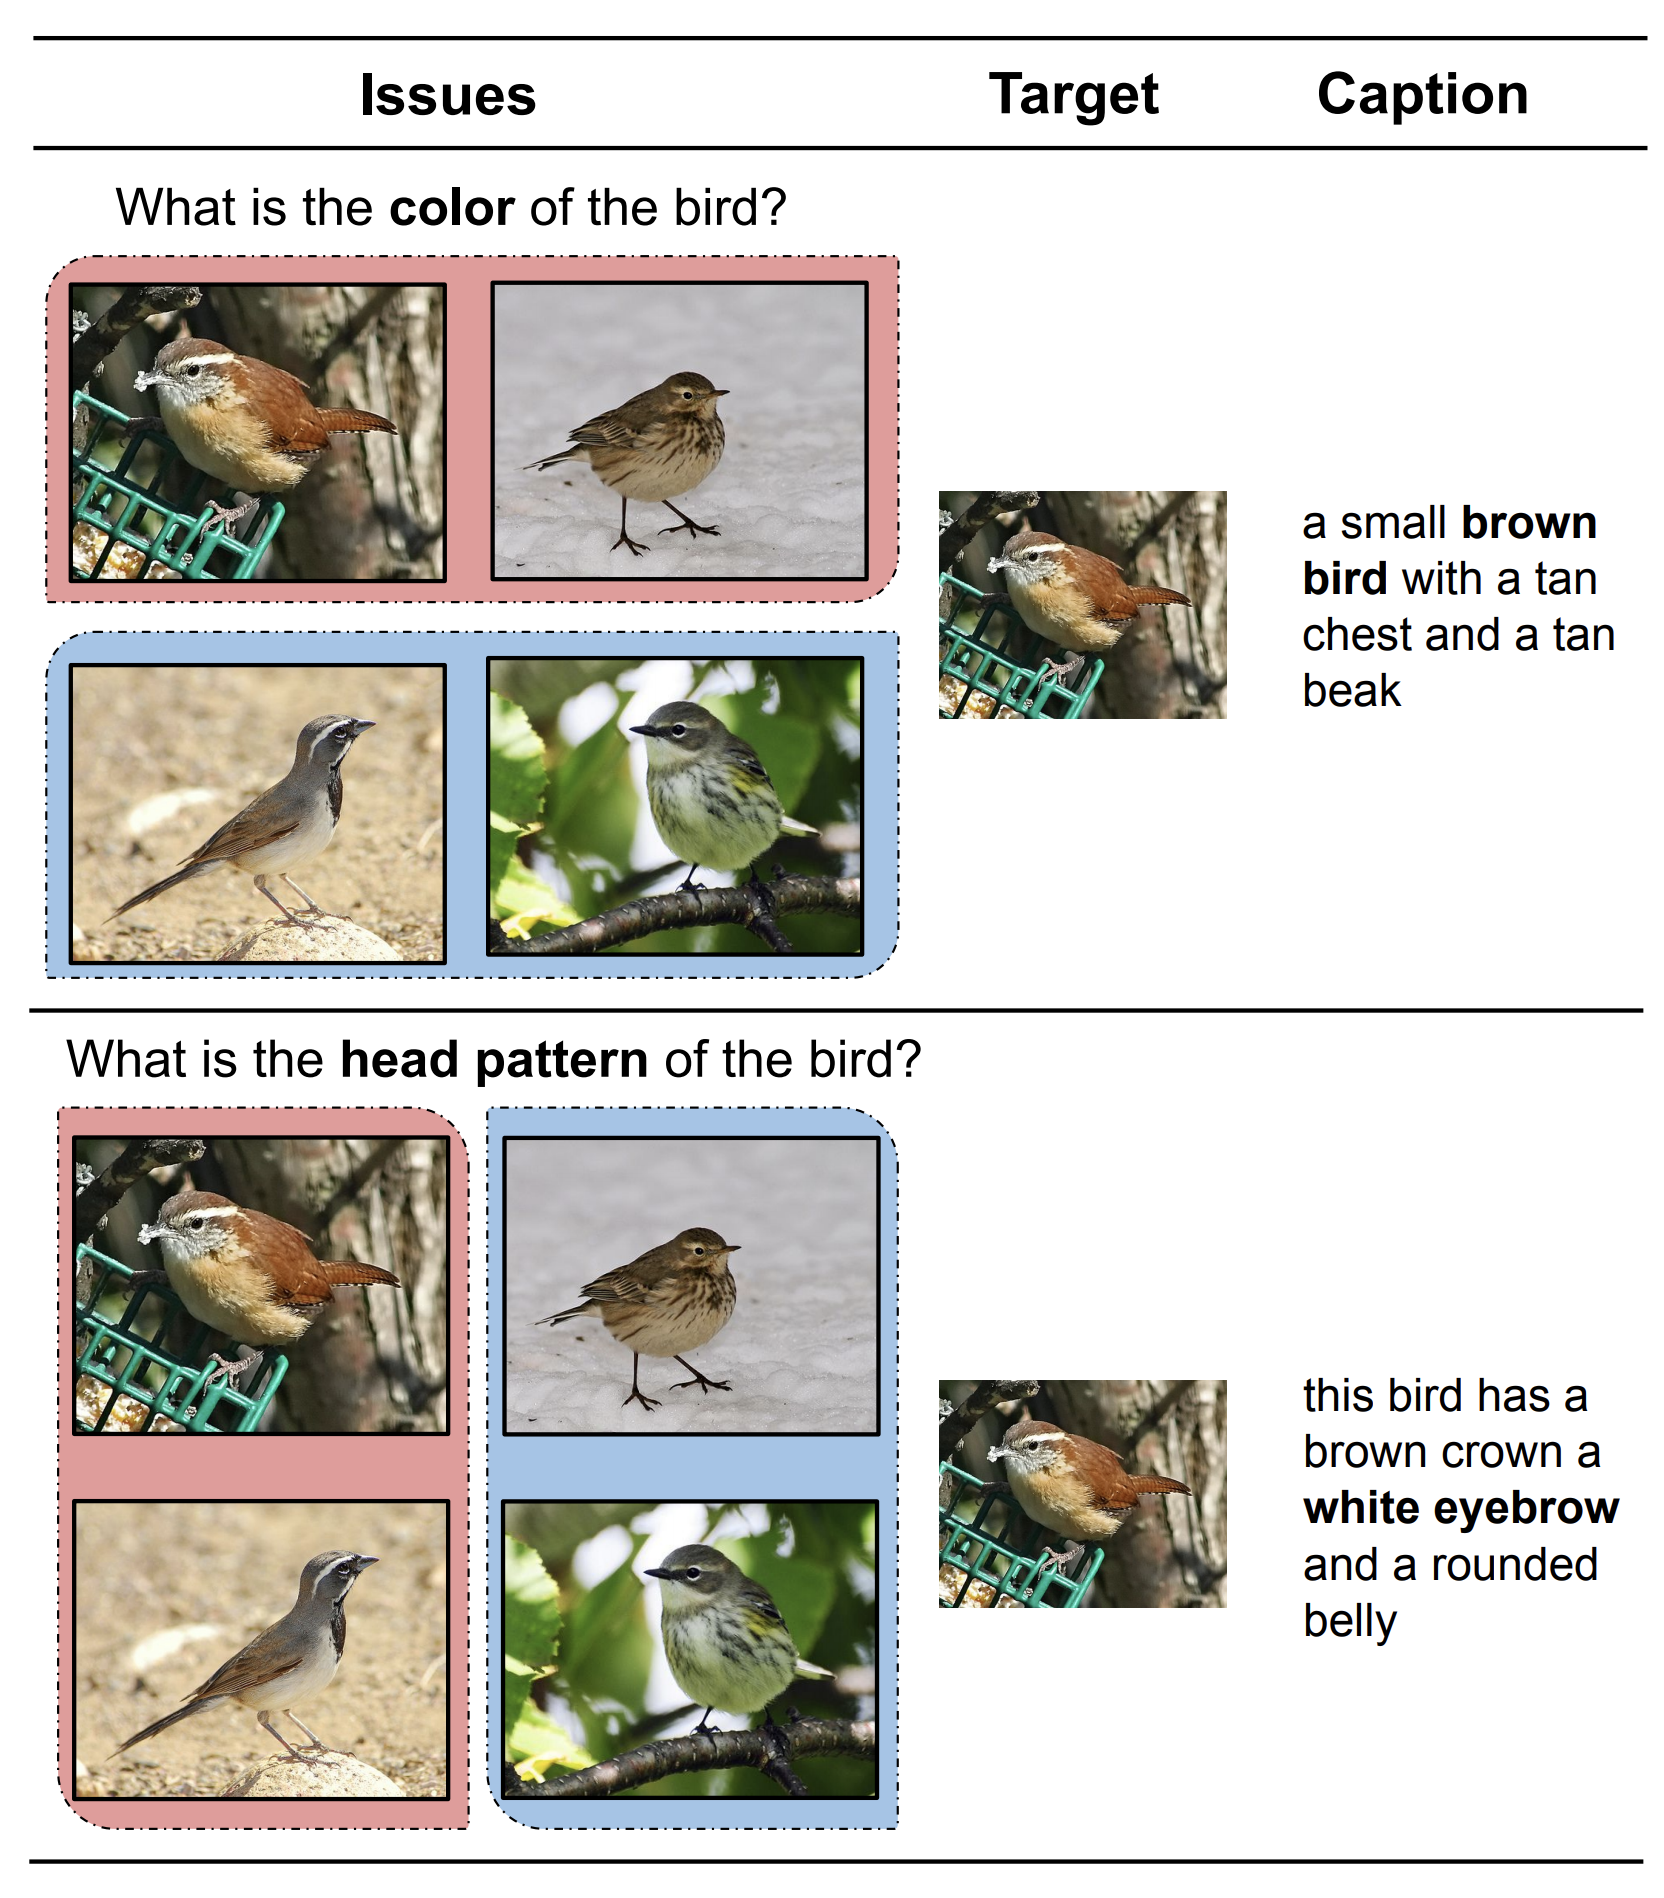 Issues Target Caption
What is the color of the bird?
a small brown
bird with a tan
chest and a tan
beak
What is the head pattern of the bird?
this bird has a
brown crown a
white eyebrow
and a rounded
belly